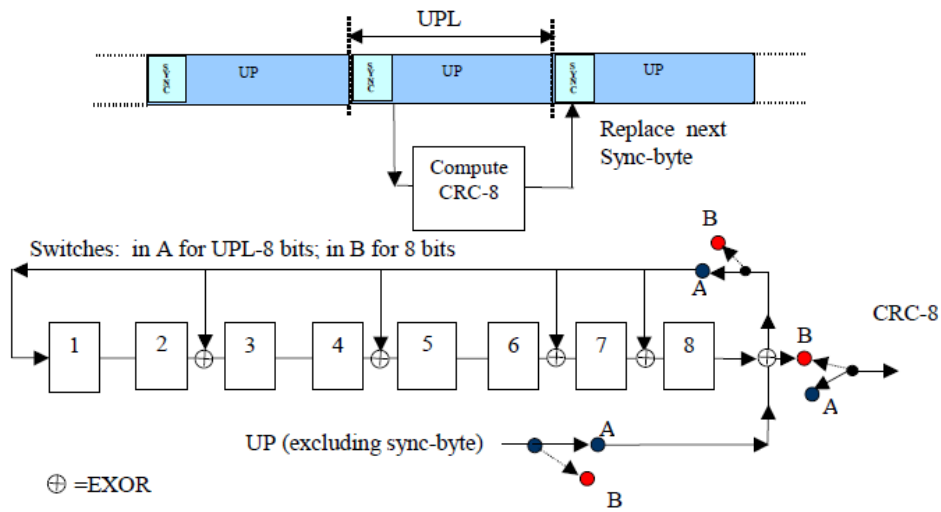 UPL
SYNC UP SYNC UP SYNC UP
Compute
CRC-8
Replace next
Sync-byte
Switches: in A for UPL-8 bits; in B for 8 bits
B
A
CRC-8
1 2 3 4 5 6 7 8
B
A
UP (excluding sync-byte)
A
B
=EXOR